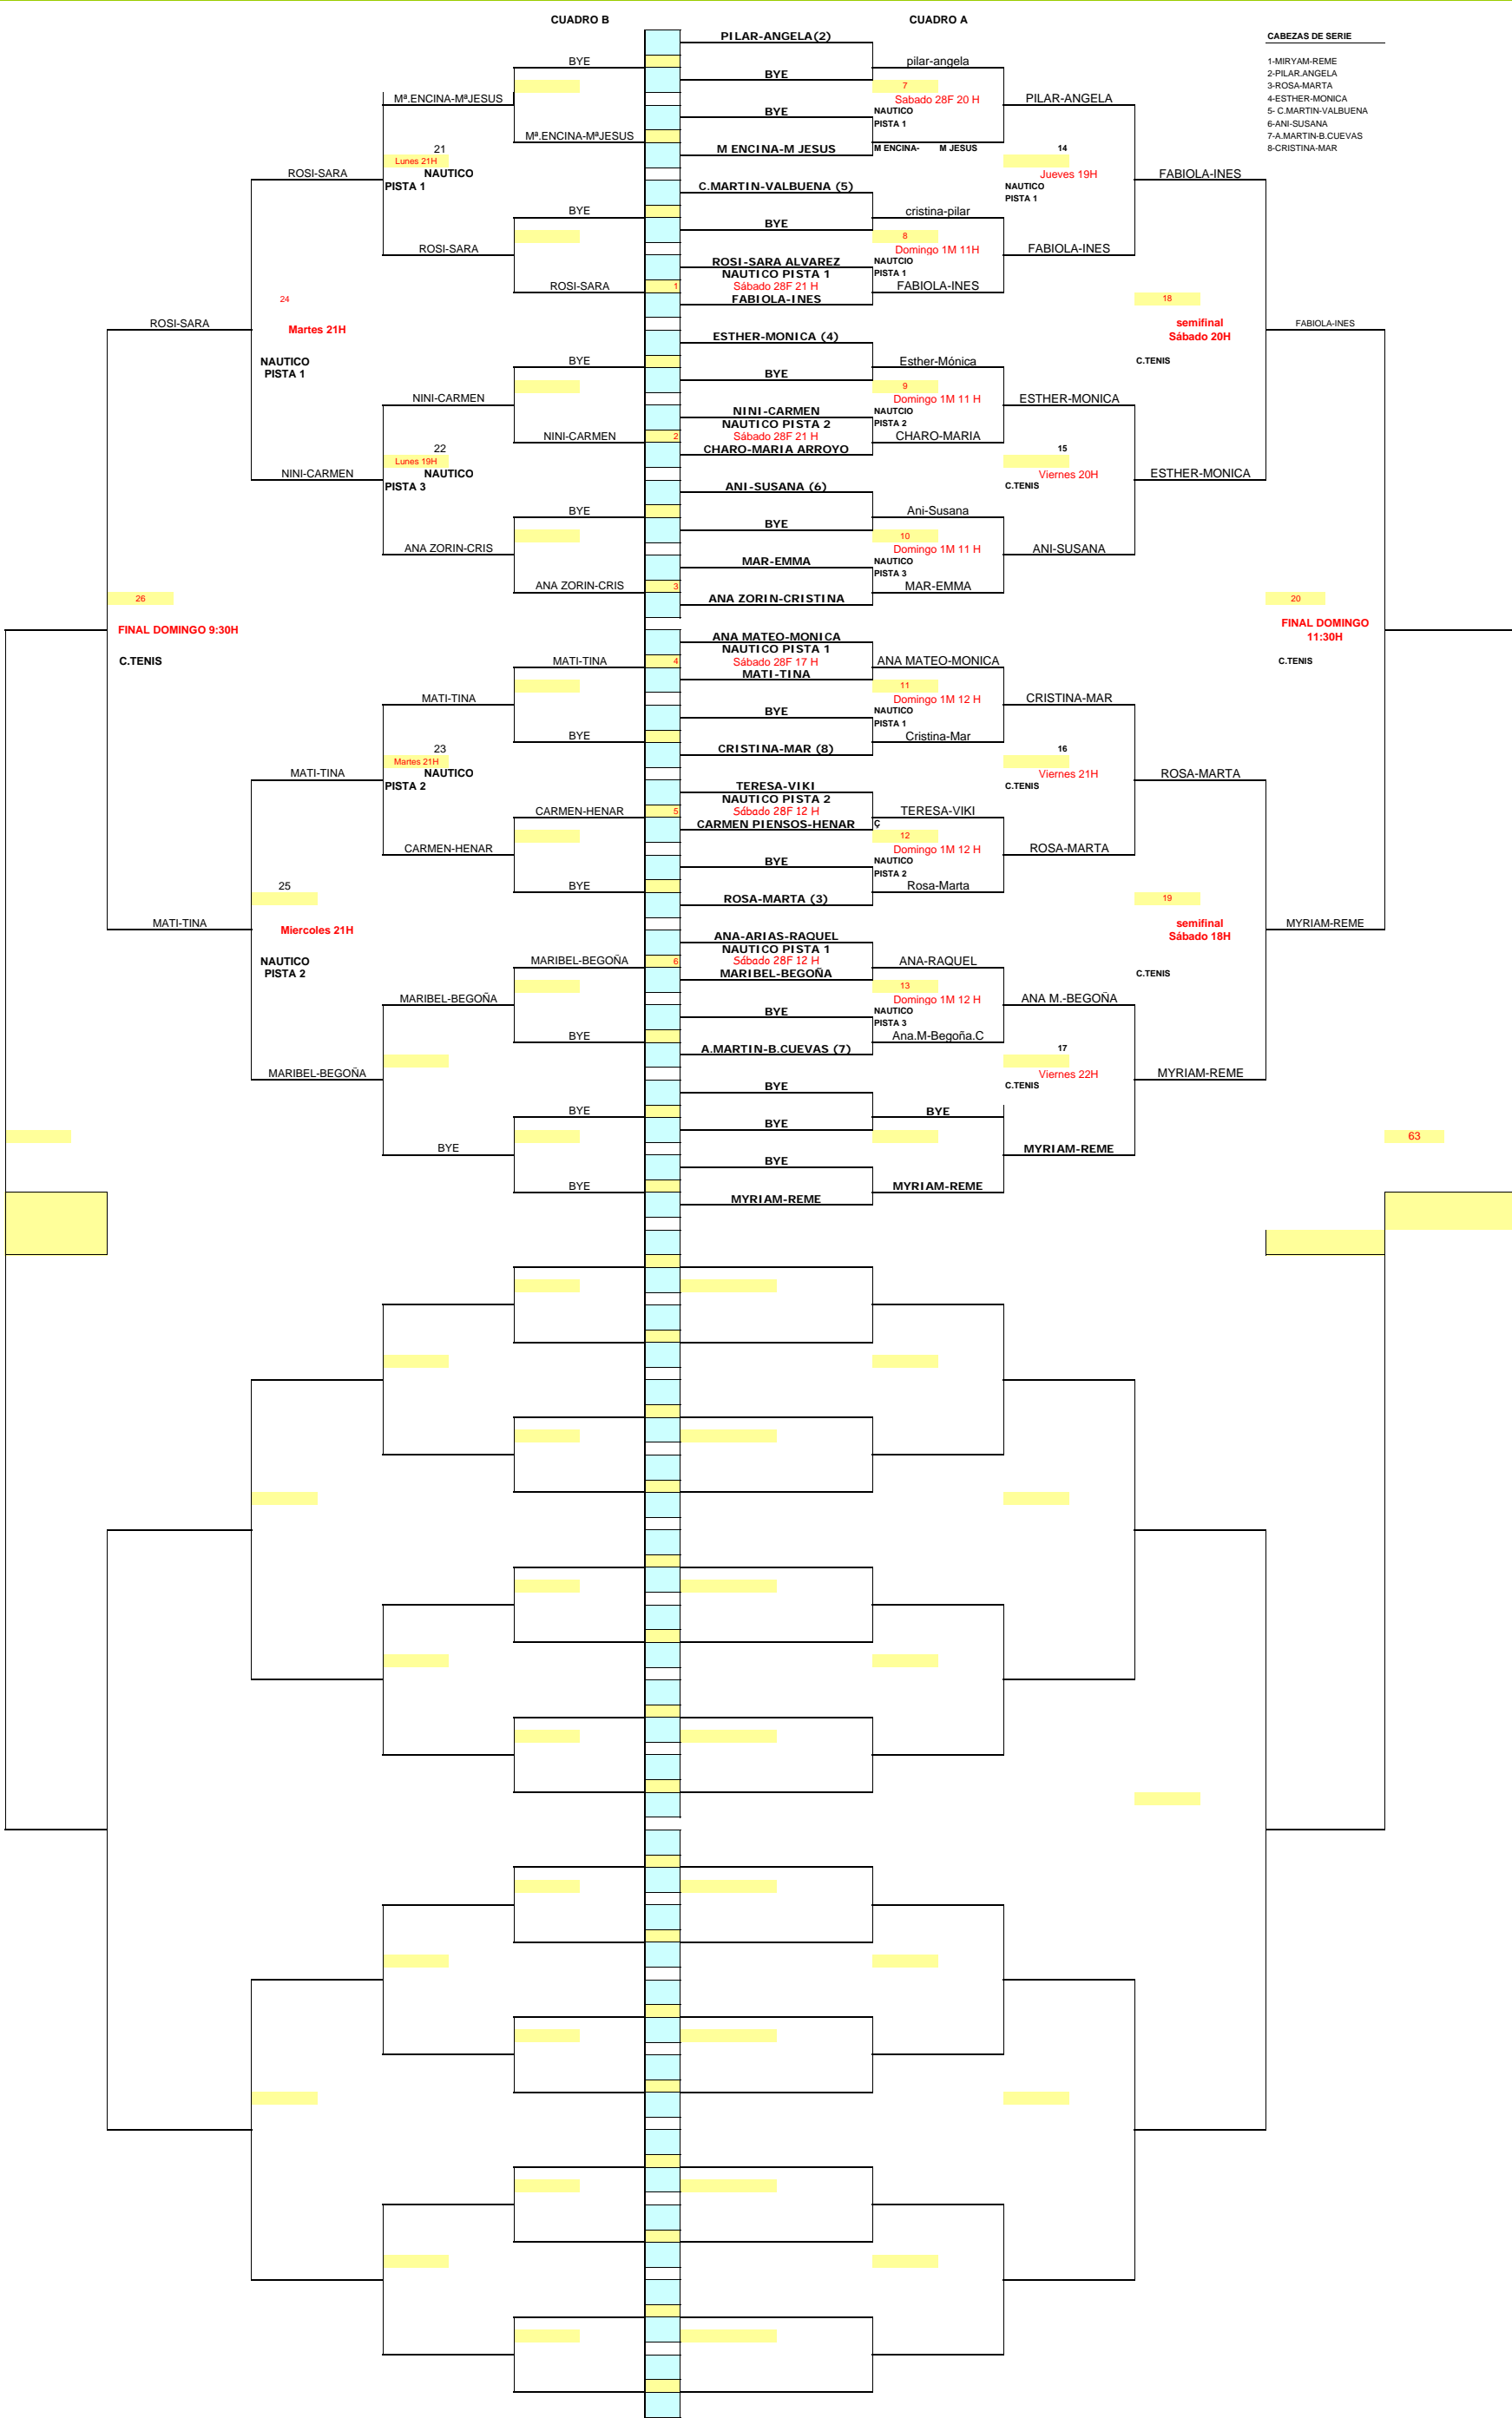 CUADRO B
CUADRO A
CABEZAS DE SERIE
1-MIRYAM-REME
2-PILAR.ANGELA
3-ROSA-MARTA
4-ESTHER-MONICA
5- C.MARTIN-VALBUENA
6-ANI-SUSANA
7-A.MARTIN-B.CUEVAS
8-CRISTINA-MAR
PILAR-ANGELA(2)
BYE
pilar-angela
BYE
7
Mª.ENCINA-MªJESUS
Sabado 28F 20 H
PILAR-ANGELA
BYE
NAUTICO
PISTA 1
Mª.ENCINA-MªJESUS
M ENCINA-M JESUS
M ENCINA- M JESUS
21
14
Lunes 21H
ROSI-SARA
NAUTICO
Jueves 19H
FABIOLA-INES
PISTA 1
C.MARTIN-VALBUENA (5)
NAUTICO
PISTA 1
BYE
cristina-pilar
BYE
8
ROSI-SARA
Domingo 1M 11H
FABIOLA-INES
ROSI-SARA ALVAREZ
NAUTCIO
NAUTICO PISTA 1
PISTA 1
ROSI-SARA
1
Sábado 28F 21 H
FABIOLA-INES
24
FABIOLA-INES
18
ROSI-SARA
Martes 21H
semifinal
FABIOLA-INES
ESTHER-MONICA (4)
Sábado 20H
NAUTICO
BYE
Esther-Mónica
C.TENIS
PISTA 1
BYE
9
NINI-CARMEN
Domingo 1M 11 H
ESTHER-MONICA
NINI-CARMEN
NAUTCIO
NAUTICO PISTA 2
PISTA 2
NINI-CARMEN
2
Sábado 28F 21 H
CHARO-MARIA
22
CHARO-MARIA ARROYO
15
Lunes 19H
NINI-CARMEN
NAUTICO
Viernes 20H
ESTHER-MONICA
PISTA 3
ANI-SUSANA (6)
C.TENIS
BYE
Ani-Susana
BYE
10
ANA ZORIN-CRIS
Domingo 1M 11 H
ANI-SUSANA
MAR-EMMA
NAUTICO
PISTA 3
ANA ZORIN-CRIS
3
MAR-EMMA
26
ANA ZORIN-CRISTINA
20
FINAL DOMINGO 9:30H
FINAL DOMINGO
11:30H
ANA MATEO-MONICA
NAUTICO PISTA 1
C.TENIS
MATI-TINA
4
Sábado 28F 17 H
ANA MATEO-MONICA
C.TENIS
MATI-TINA
11
MATI-TINA
Domingo 1M 12 H
CRISTINA-MAR
BYE
NAUTICO
PISTA 1
BYE
Cristina-Mar
23
CRISTINA-MAR (8)
16
Martes 21H
MATI-TINA
NAUTICO
Viernes 21H
ROSA-MARTA
PISTA 2
TERESA-VIKI
C.TENIS
NAUTICO PISTA 2
CARMEN-HENAR
5
Sábado 28F 12 H
TERESA-VIKI
CARMEN PIENSOS-HENAR
Ç
12
CARMEN-HENAR
Domingo 1M 12 H
ROSA-MARTA
BYE
NAUTICO
PISTA 2
25
BYE
Rosa-Marta
ROSA-MARTA (3)
19
MATI-TINA
Miercoles 21H
semifinal
MYRIAM-REME
ANA-ARIAS-RAQUEL
Sábado 18H
NAUTICO PISTA 1
NAUTICO
MARIBEL-BEGOÑA
6
Sábado 28F 12 H
ANA-RAQUEL
PISTA 2
MARIBEL-BEGOÑA
C.TENIS
13
MARIBEL-BEGOÑA
Domingo 1M 12 H
ANA M.-BEGOÑA
BYE
NAUTICO
PISTA 3
BYE
Ana.M-Begoña.C
A.MARTIN-B.CUEVAS (7)
17
MARIBEL-BEGOÑA
Viernes 22H
MYRIAM-REME
BYE
C.TENIS
BYE
BYE
BYE
63
BYE
MYRIAM-REME
BYE
BYE
MYRIAM-REME
MYRIAM-REME